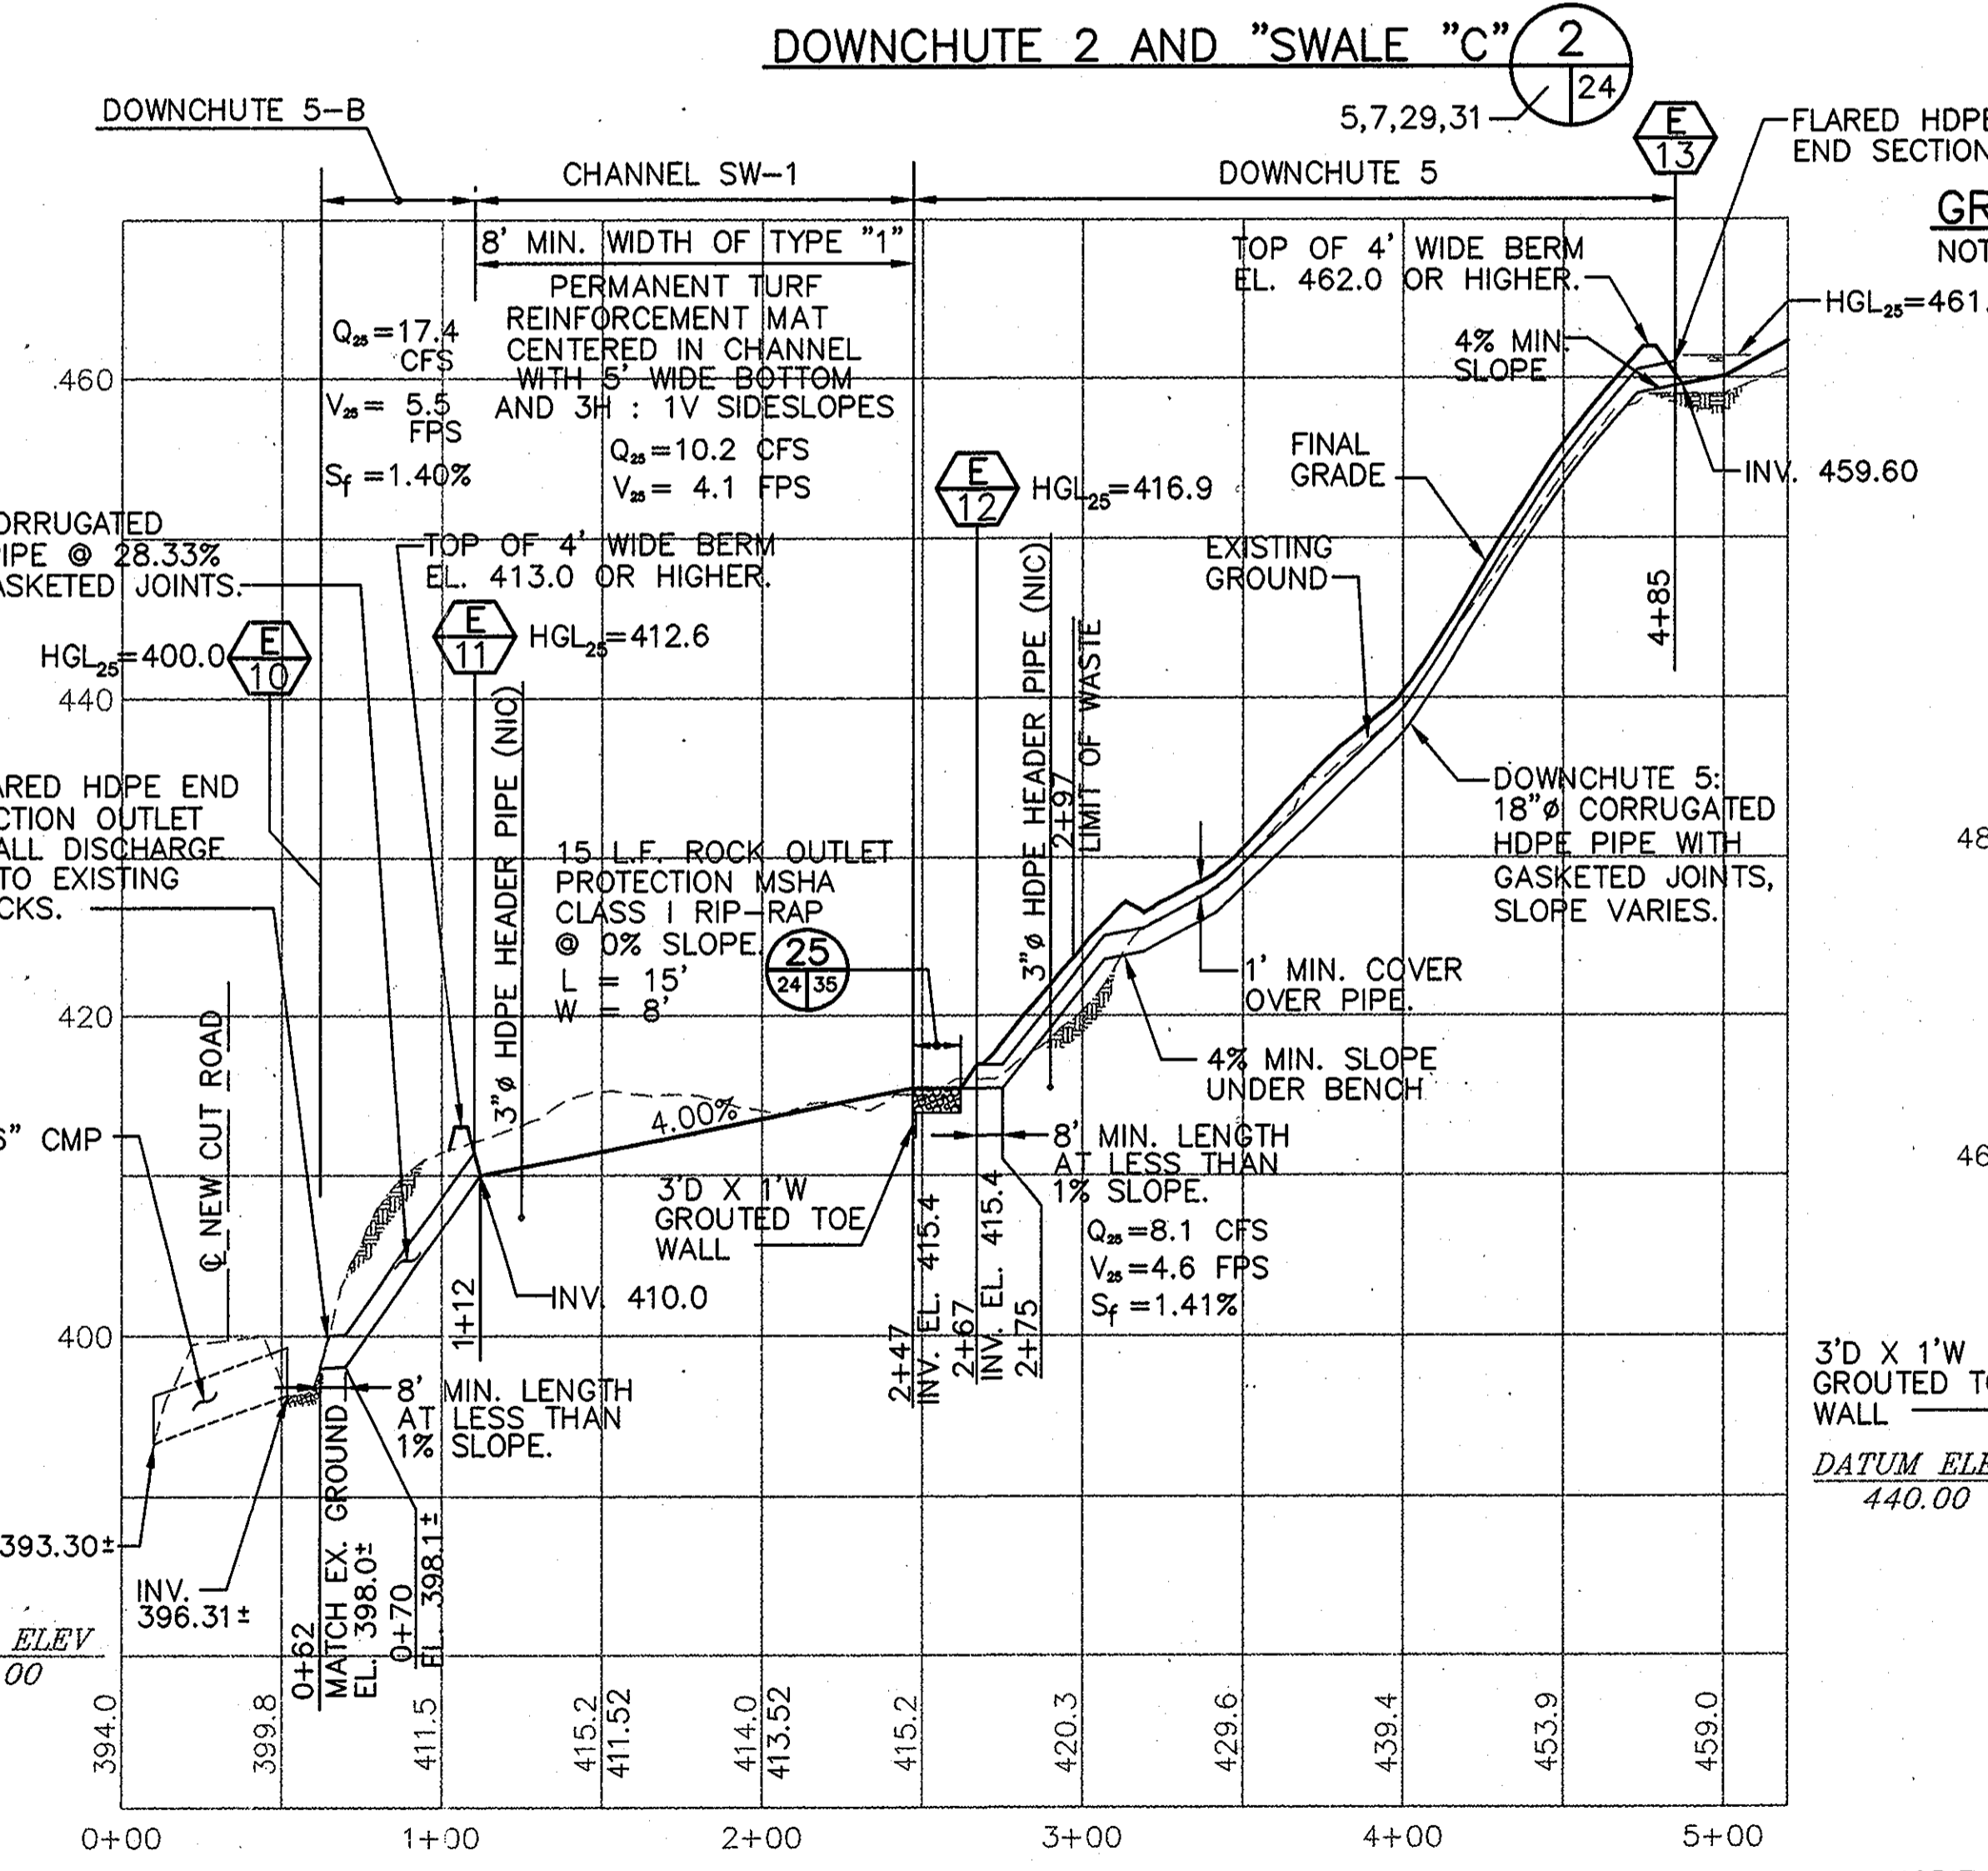 DOWNCHUTE 2 AND "SWALE "C"
2
24
5,7,29,31
DOWNCHUTE 5-B
CHANNEL SW-1
DOWNCHUTE 5
E
13
FLARED HDPE
END SECTION
8' MIN. WIDTH OF TYPE "1"
PERMANENT TURF
REINFORCEMENT MAT
CENTERED IN CHANNEL
WITH 5' WIDE BOTTOM
AND 3H : 1V SIDESLOPES
Q25=10.2 CFS
V25= 4.1 FPS
Q25=17.4
CFS
V25= 5.5
FPS
Sf =1.40%
TOP OF 4' WIDE BERM
EL. 462.0 OR HIGHER.
4% MIN.
SLOPE
HGL25=461.
GR
NOT
INV. 459.60
FINAL
GRADE
EXISTING
GROUND
E
12
HGL25=416.9
ORRUGATED
PIPE @ 28.33%
ASKETED JOINTS.
TOP OF 4' WIDE BERM
EL. 413.0 OR HIGHER.
E
11
HGL25=412.6
HGL25=400.0
E
10
4+85
3"ø HDPE HEADER PIPE (NIC)
3"ø HDPE HEADER PIPE (NIC)
2+97
LIMIT OF WASTE
ARED HDPE END
CTION OUTLET
ALL DISCHARGE
TO EXISTING
CKS.
15 L.F. ROCK OUTLET
PROTECTION MSHA
CLASS I RIP-RAP
@ 0% SLOPE.
L = 15'
W = 8'
25
24 35
DOWNCHUTE 5:
18"ø CORRUGATED
HDPE PIPE WITH
GASKETED JOINTS,
SLOPE VARIES.
1' MIN. COVER
OVER PIPE.
4% MIN. SLOPE
UNDER BENCH
8' MIN. LENGTH
AT LESS THAN
1% SLOPE.
Q25=8.1 CFS
V25=4.6 FPS
Sf =1.41%
4.00%
3'D X 1'W
GROUTED TOE
WALL
INV. 410.0
1+12
2+47
INV. EL. 415.4
2+67
INV. EL. 415.4
2+75
6" CMP
℄ NEW CUT ROAD
8' MIN. LENGTH
AT LESS THAN
1% SLOPE.
393.30±
INV.
396.31±
0+62
MATCH EX. GROUND
EL. 398.0±
0+70
EL. 398.1±
ELEV
00
3'D X 1'W
GROUTED TO
WALL
DATUM ELE
440.00
48
46
460
440
420
400
394.0
399.8
411.5
415.2
411.52
414.0
413.52
415.2
420.3
429.6
439.4
453.9
459.0
0+00
1+00
2+00
3+00
4+00
5+00